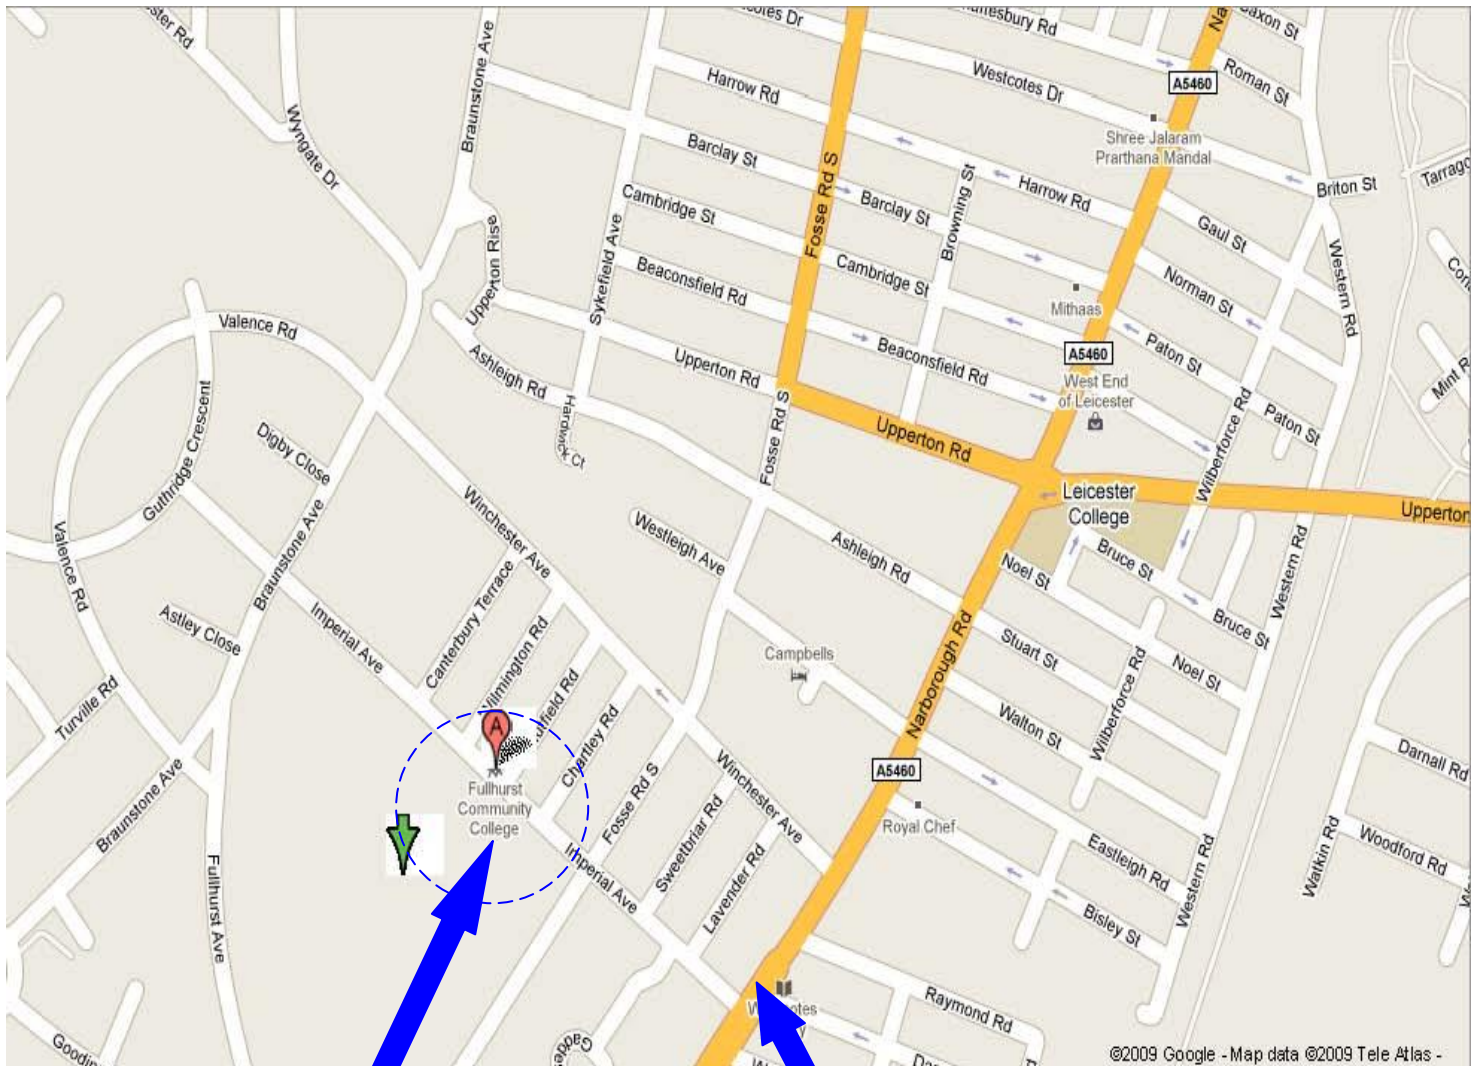 Braunstone Ave
Harrow Rd
Westcotes Dr
A5460
Saxon St
Roman St
Shree Jalaram
Prarthana Mandal
Wyngate Dr
Barclay St
Fosse Rd S
Barclay St
Browning St
Harrow Rd
Briton St
Cambridge St
Sykefield Ave
Upperton Rise
Beaconsfield Rd
Cambridge St
Gaul St
Norman St
Western Rd
Mithaas
Valence Rd
Ashleigh Rd
Upperton Rd
Beaconsfield Rd
A5460
Paton St
West End
of Leicester
Guthridge Crescent
Digby Close
Hardwick Ct
Fosse Rd S
Upperton Rd
Wilberforce Rd
Paton St
Leicester
College
Upperton
Winchester Ave
Westleigh Ave
Ashleigh Rd
Noel St
Bruce St
Bruce St
Western Rd
Valence Rd
Braunstone Ave
Astley Close
Imperial Ave
Canterbury Terrace
Wilmington Rd
Campbells
Narborough Rd
Stuart St
Noel St
Turville Rd
Walton St
Wilberforce Rd
A
Chartley Rd
Fosse Rd S
Winchester Ave
A5460
Darnall Rd
Fullhurst
Community
College
Braunstone Ave
Fullhurst Ave
Imperial Ave
Sweetbriar Rd
Lavender Rd
Royal Chef
Eastleigh Rd
Bisley St
Western Rd
Watkin Rd
Woodford Rd
Raymond Rd
©2009 Google - Map data ©2009 Tele Atlas -